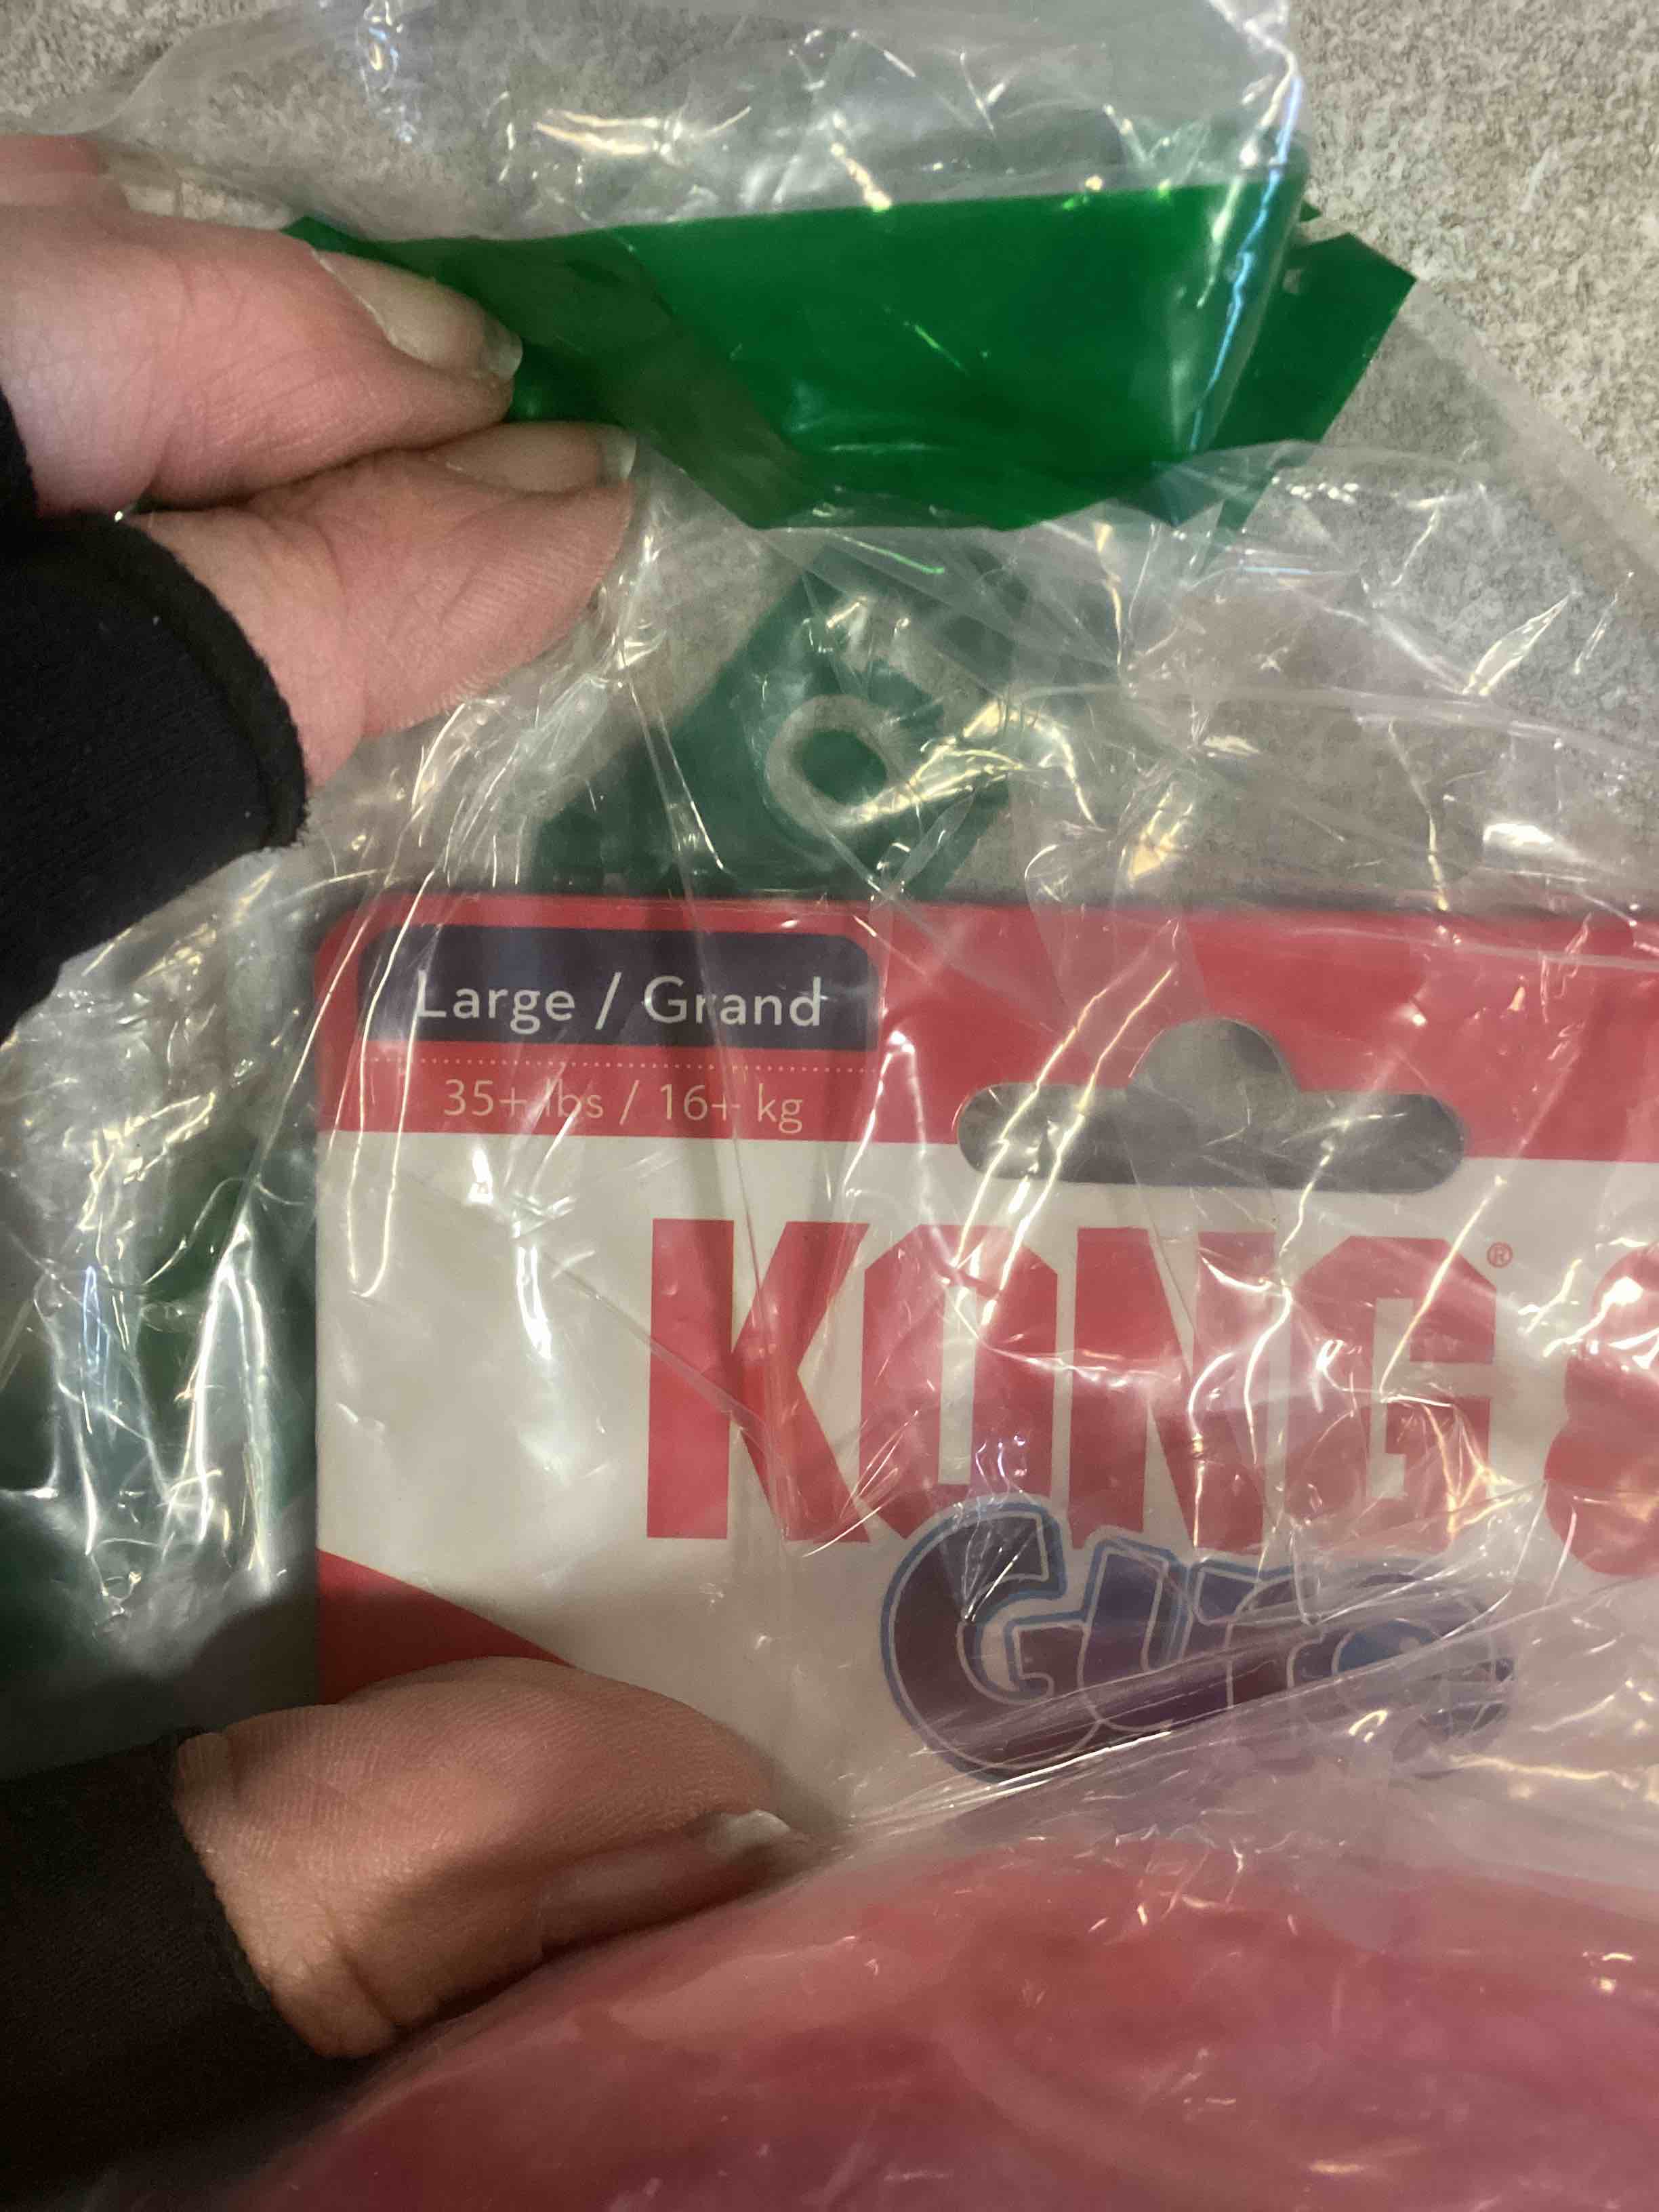 Large / Grand
35+ lbs / 16+ kg
KONG®